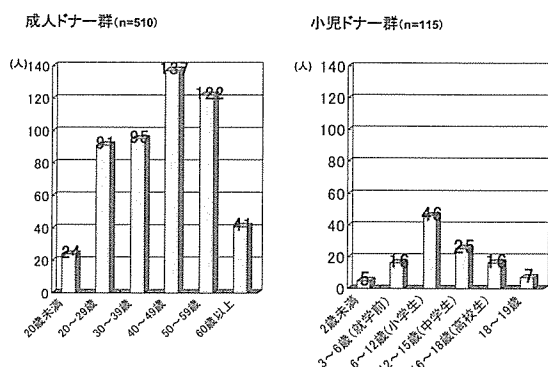 成人ドナー群(n=510)
(人)
140
120
100
80
60
40
20
0
24
91
95
137
122
41
20歳未満
20～29歳
30～39歳
40～49歳
50～59歳
60歳以上
小児ドナー群(n=115)
(人)
140
120
100
80
60
40
20
0
5
16
46
25
16
7
2歳未満
3～6歳(就学前)
6～12歳(小学生)
12～15歳(中学生)
16～18歳(高校生)
18～19歳